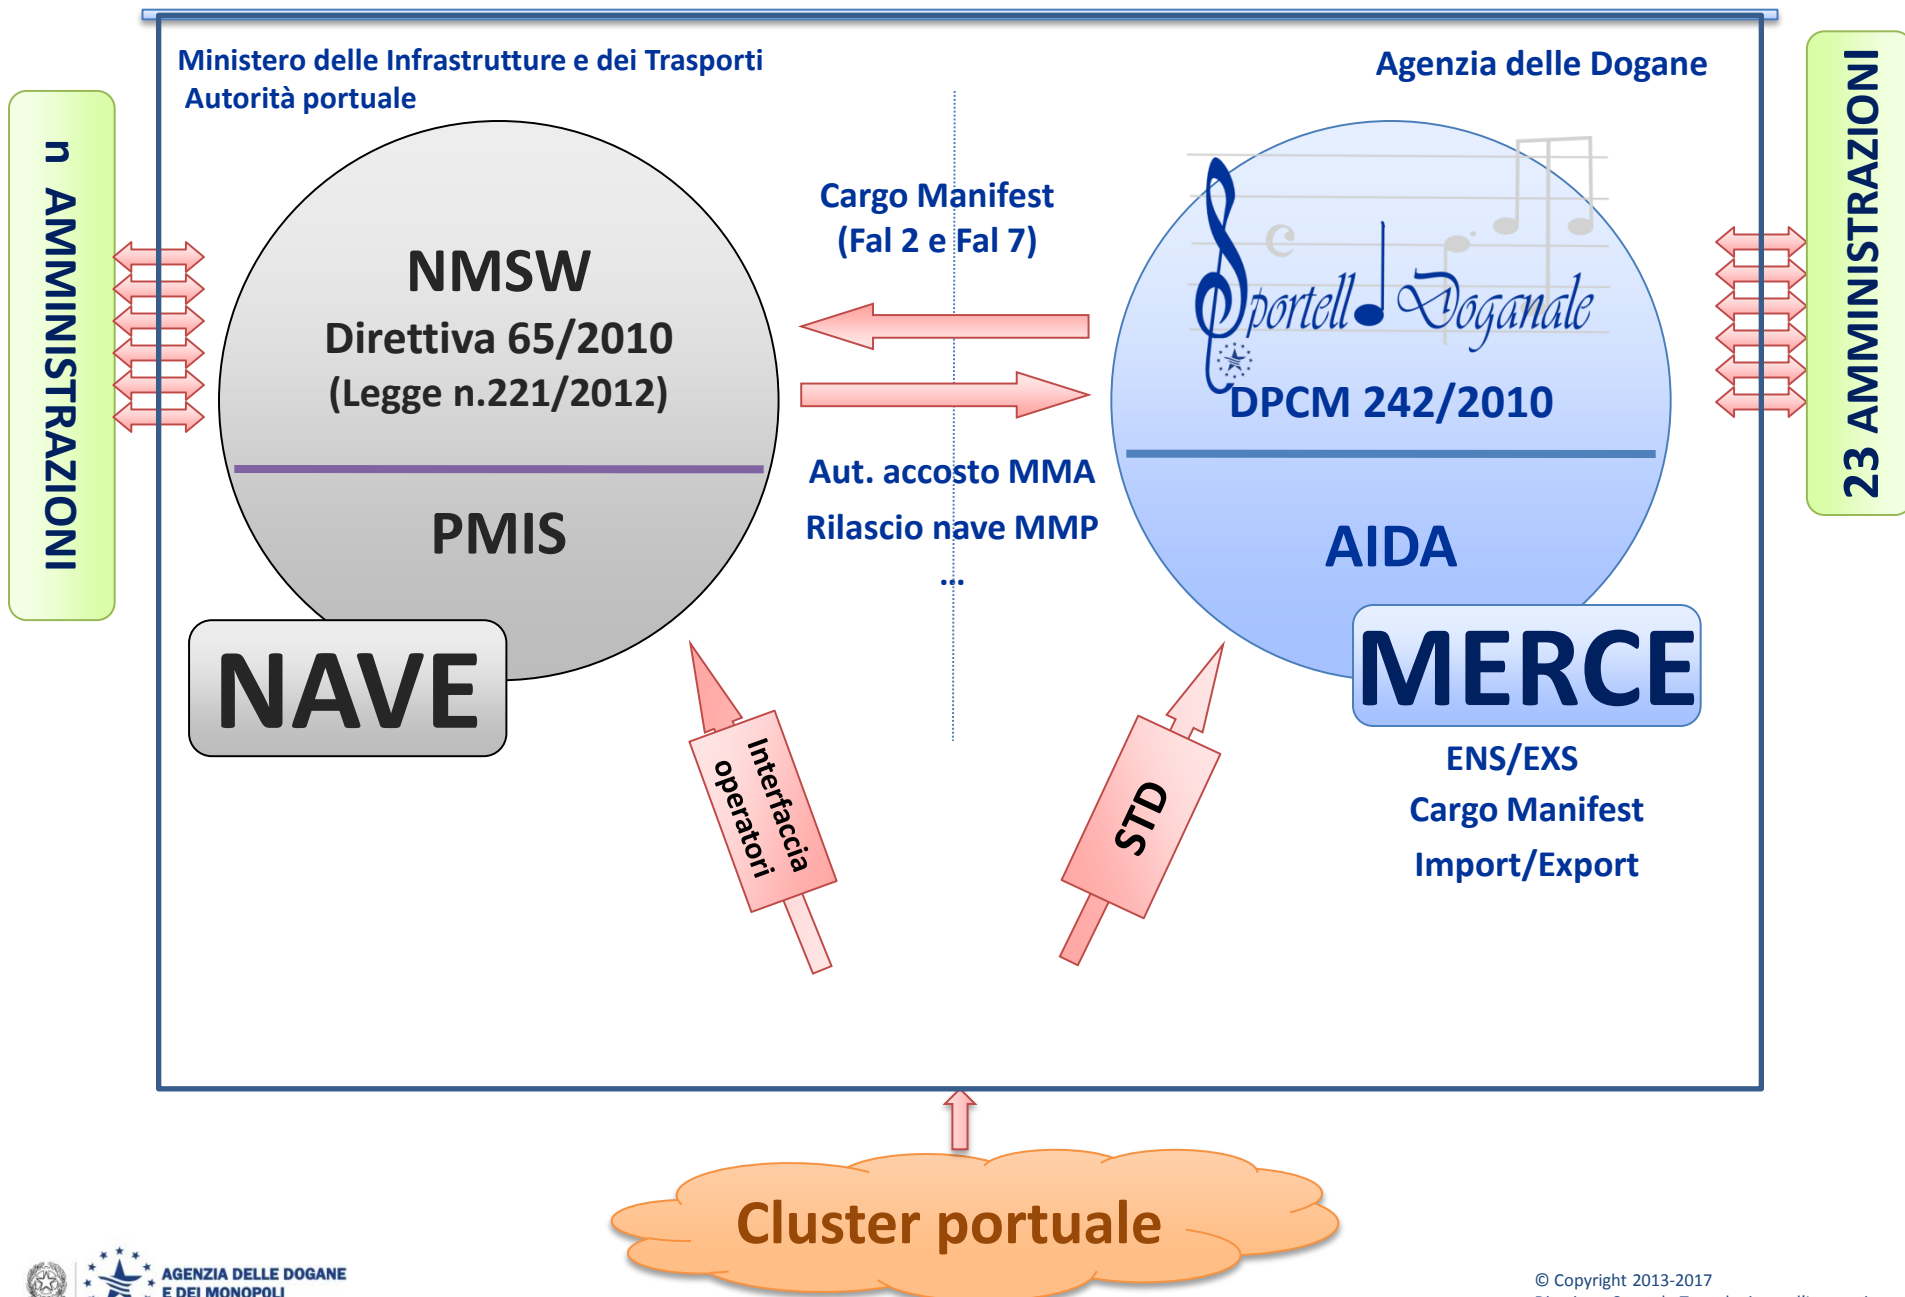 Ministero delle Infrastrutture e dei Trasporti
Autorità portuale
Agenzia delle Dogane
n AMMINISTRAZIONI
23 AMMINISTRAZIONI
NMSW
Direttiva 65/2010
(Legge n.221/2012)
PMIS
NAVE
Cargo Manifest
(Fal 2 e Fal 7)
Aut. accosto MMA
Rilascio nave MMP
...
Sportello Doganale
DPCM 242/2010
AIDA
MERCE
ENS/EXS
Cargo Manifest
Import/Export
Interfaccia
operatori
STD
Cluster portuale
AGENZIA DELLE DOGANE
E DEI MONOPOLI
© Copyright 2013-2017